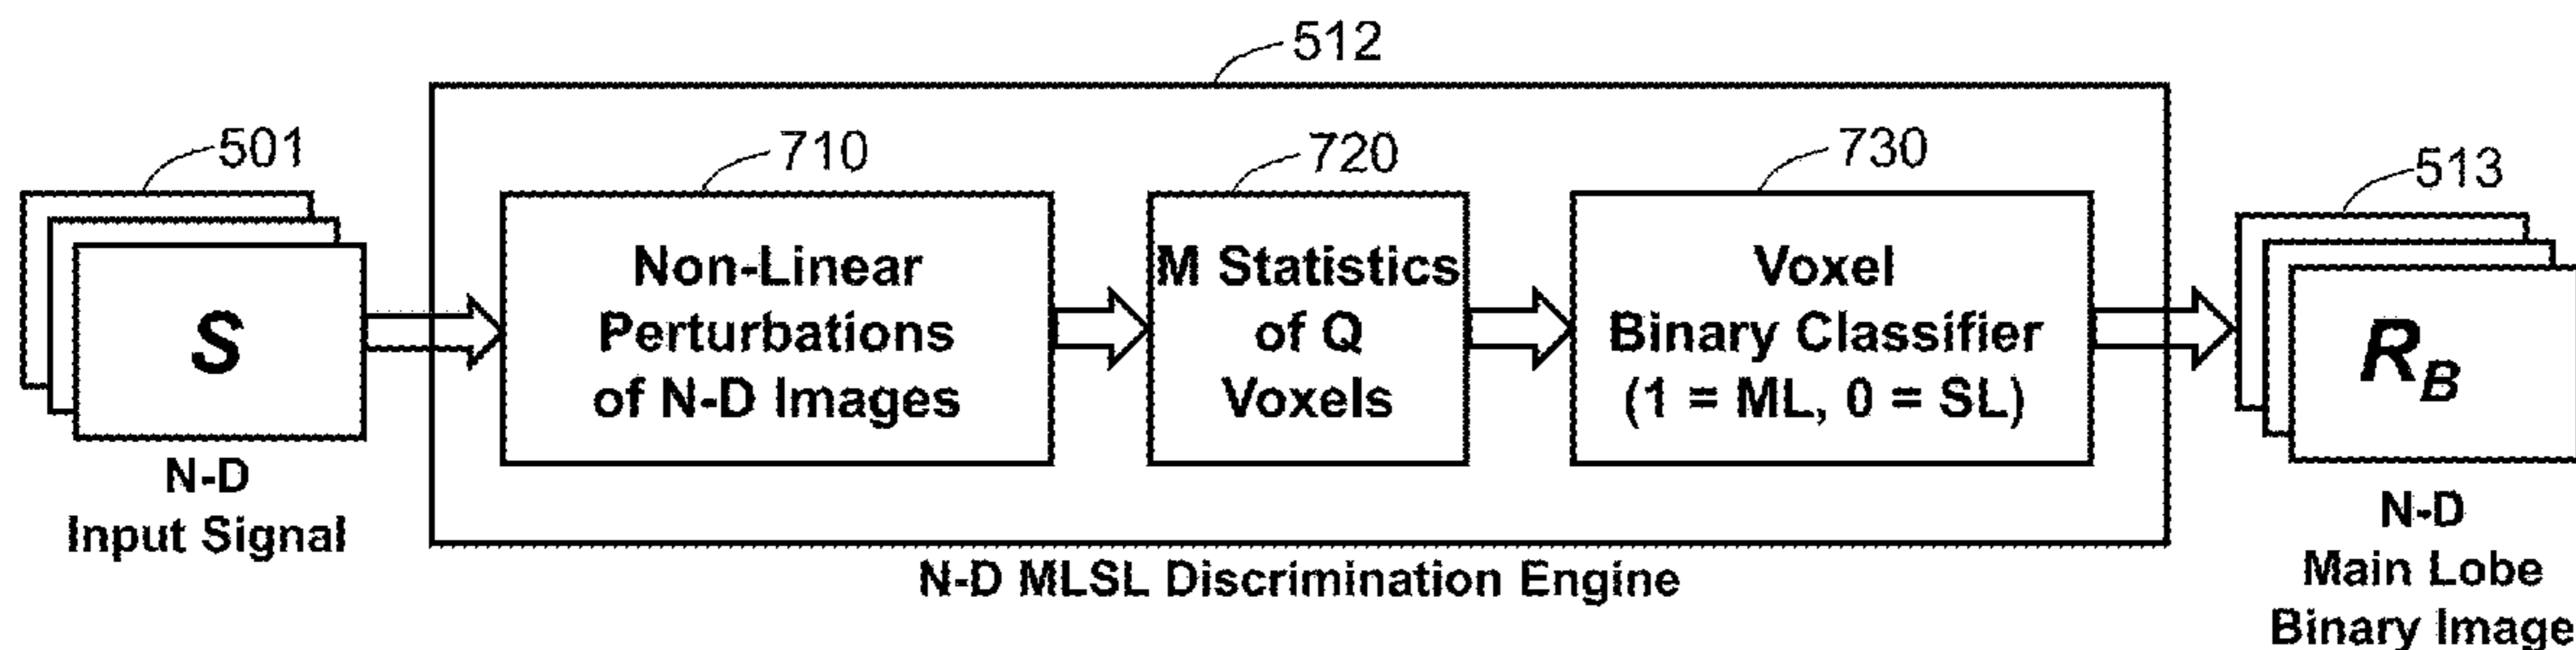 512
501
710
720
730
513
S
Non-Linear
Perturbations
of N-D Images
M Statistics
of Q
Voxels
Voxel
Binary Classifier
(1 = ML, 0 = SL)
R_B
N-D
Input Signal
N-D MLSL Discrimination Engine
N-D
Main Lobe
Binary Image